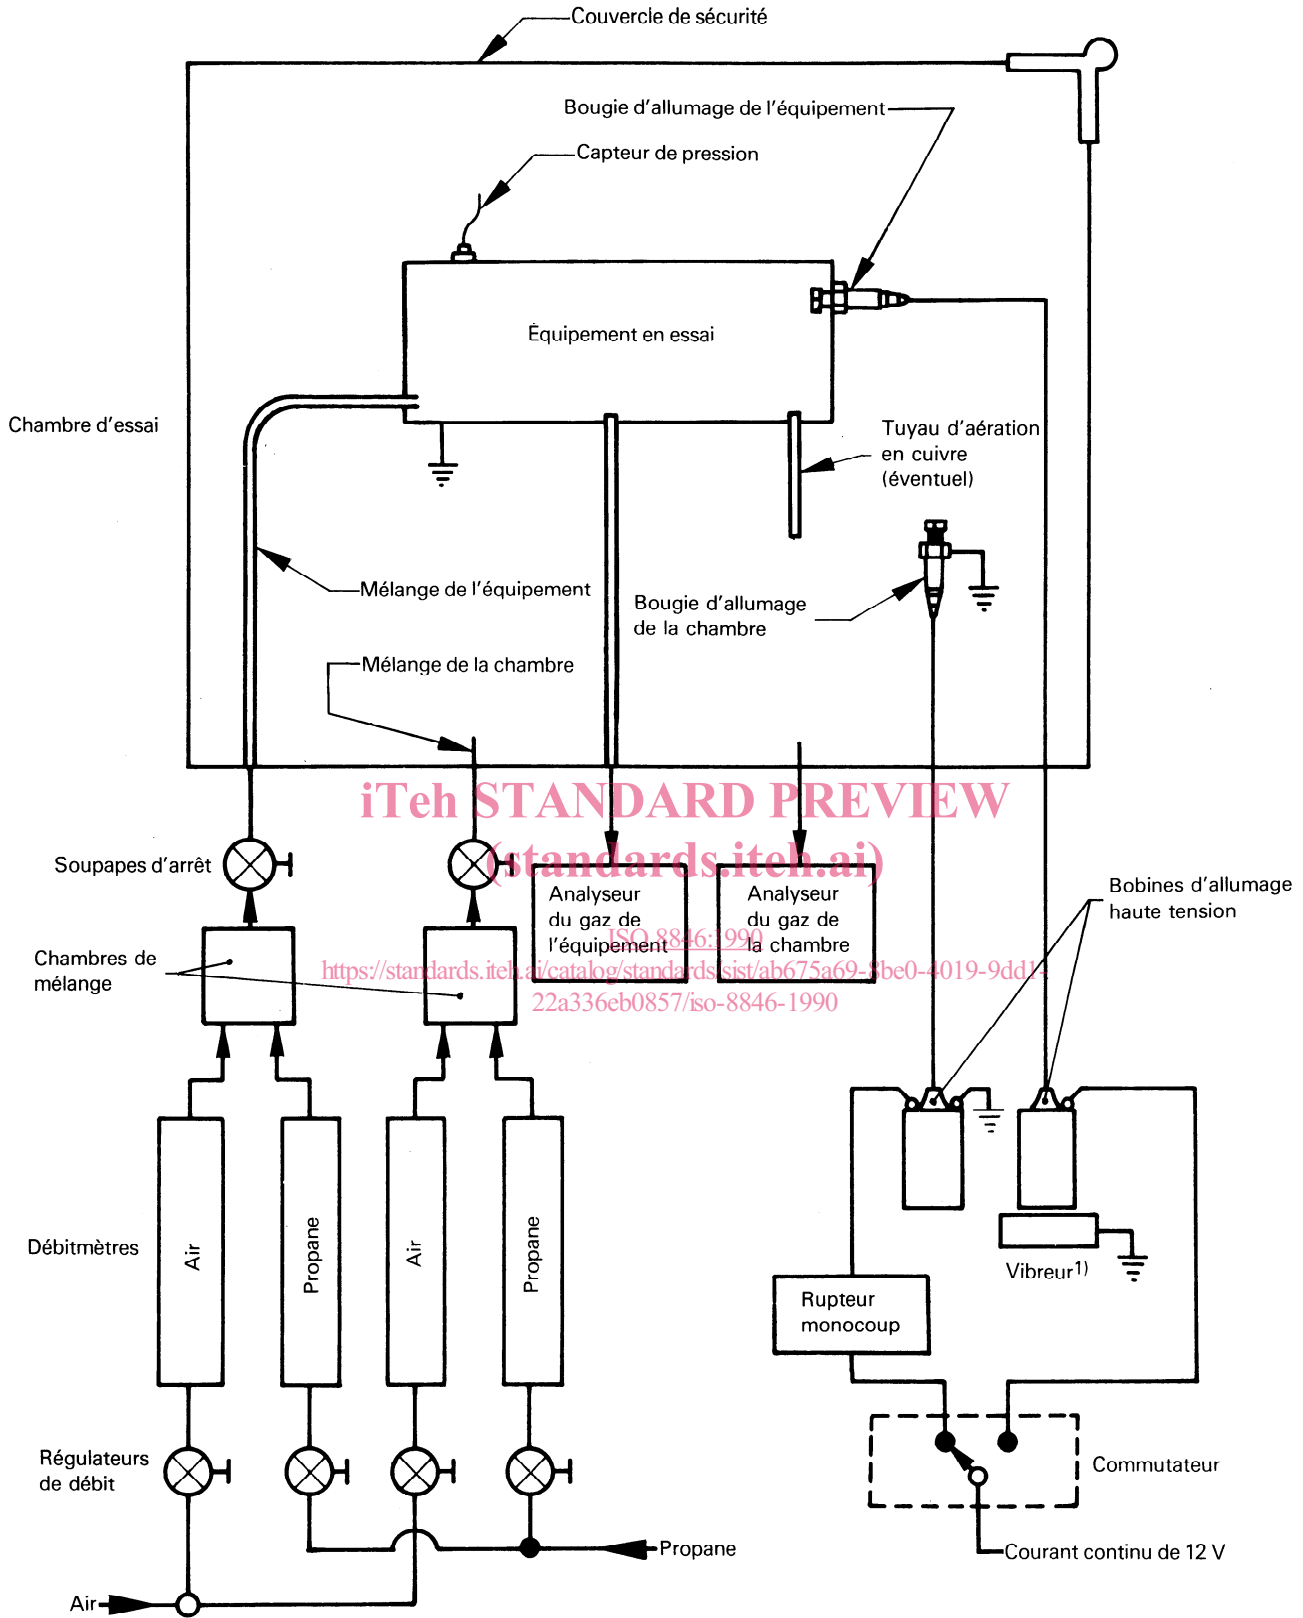 Couvercle de sécurité
Bougie d'allumage de l'équipement
Capteur de pression
Équipement en essai
Chambre d'essai
Tuyau d'aération
en cuivre
(éventuel)
Mélange de l'équipement
Bougie d'allumage
de la chambre
Mélange de la chambre
iTeh STANDARD PREVIEW
(standards.iteh.ai)
Soupapes d'arrêt
Analyseur
du gaz de
l'équipement
Analyseur
du gaz de
la chambre
Bobines d'allumage
haute tension
ISO 8846:1990
https://standards.iteh.ai/catalog/standards/sist/ab675a69-8be0-4019-9dd1-
22a336eb0857/iso-8846-1990
Chambres de
mélange
Débitmètres
Air
Propane
Air
Propane
Vibreur1)
Rupteur
monocoup
Régulateurs
de débit
Commutateur
Propane
Courant continu de 12 V
Air